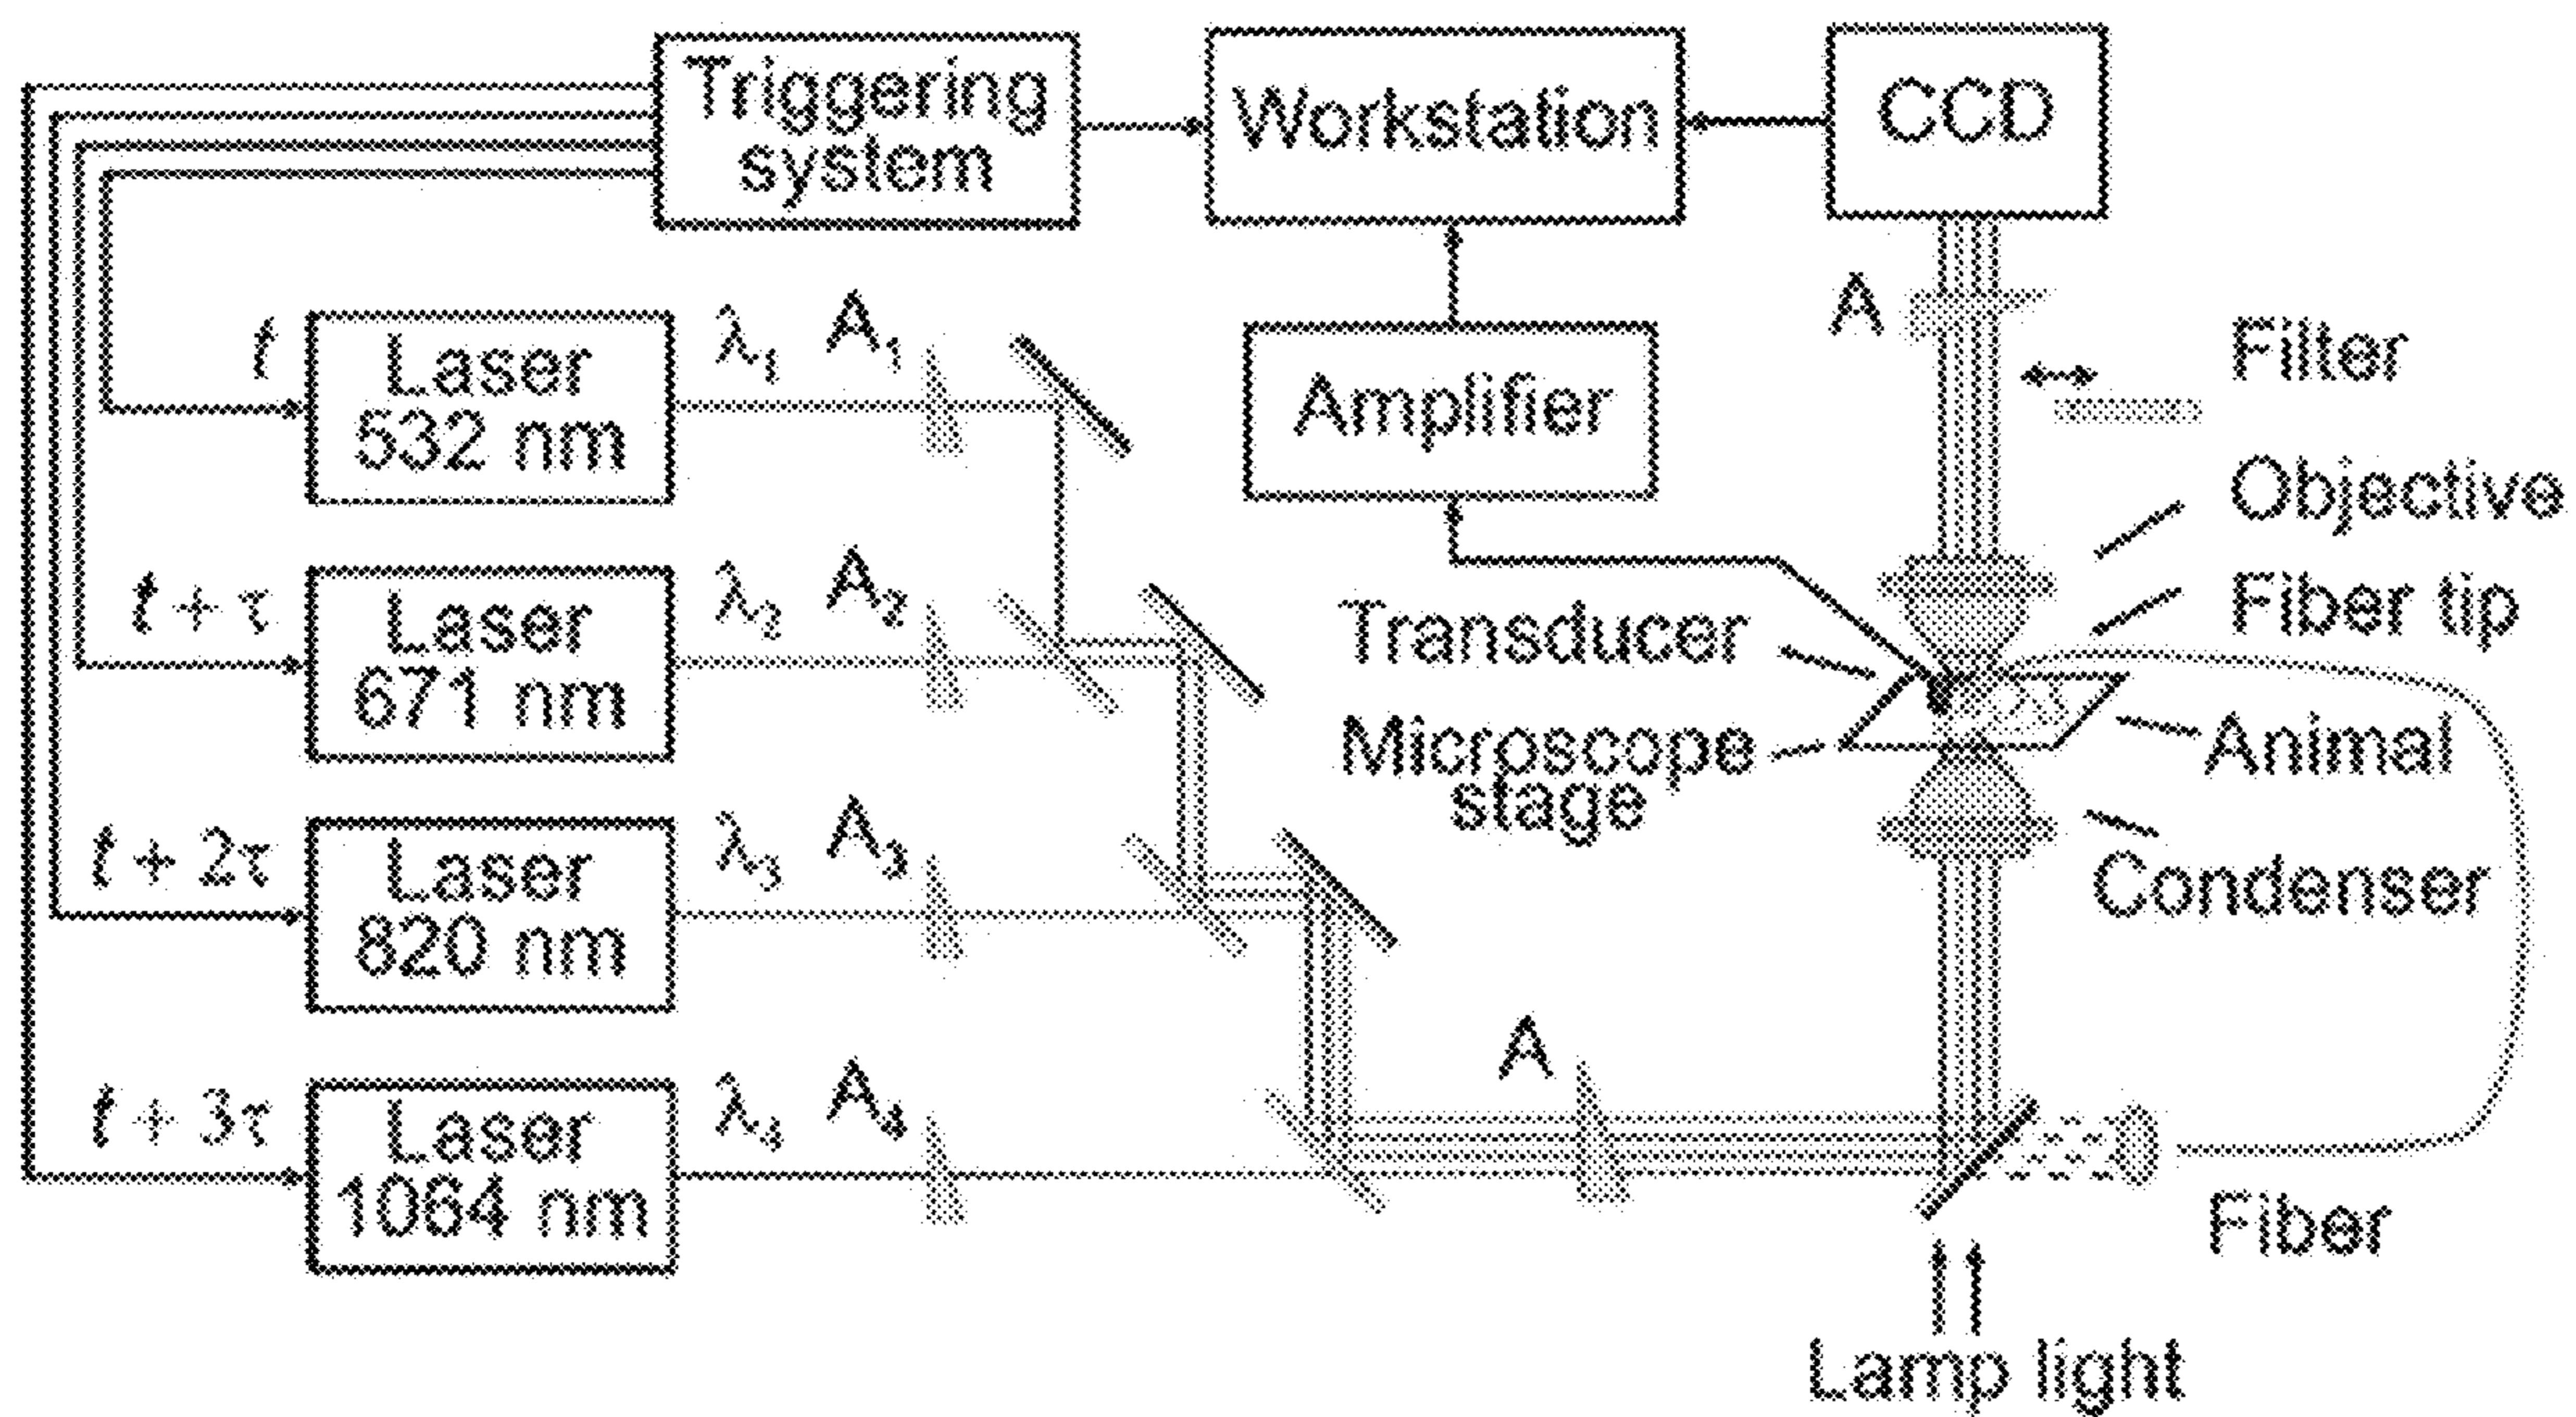 Triggering
system
Workstation
CCD
t
Laser
532 nm
λ₁ A₁
Amplifier
A
Filter
Objective
t + τ
Laser
671 nm
λ₂ A₂
Transducer
Fiber tip
Microscope
stage
Animal
t + 2τ
Laser
820 nm
λ₃ A₃
Condenser
t + 3τ
Laser
1064 nm
λ₄ A₄
A
Fiber
Lamp light